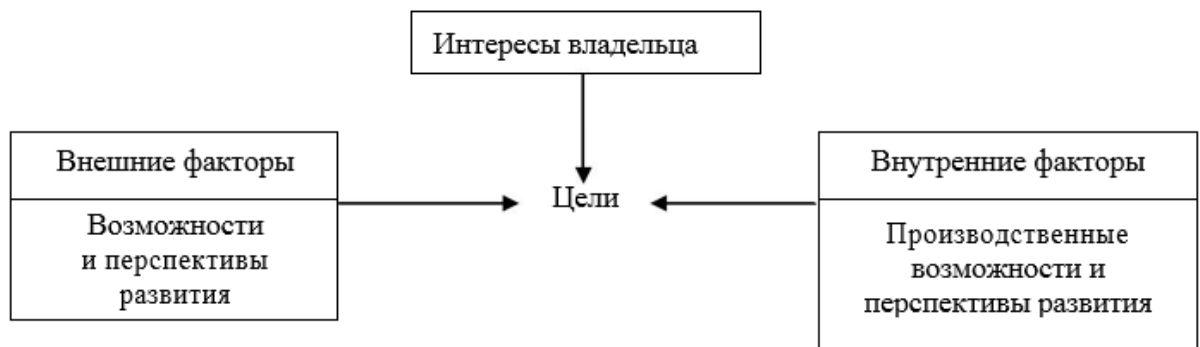 Интересы владельца
Внешние факторы
Возможности
и перспективы
развития
Цели
Внутренние факторы
Производственные
возможности и
перспективы развития